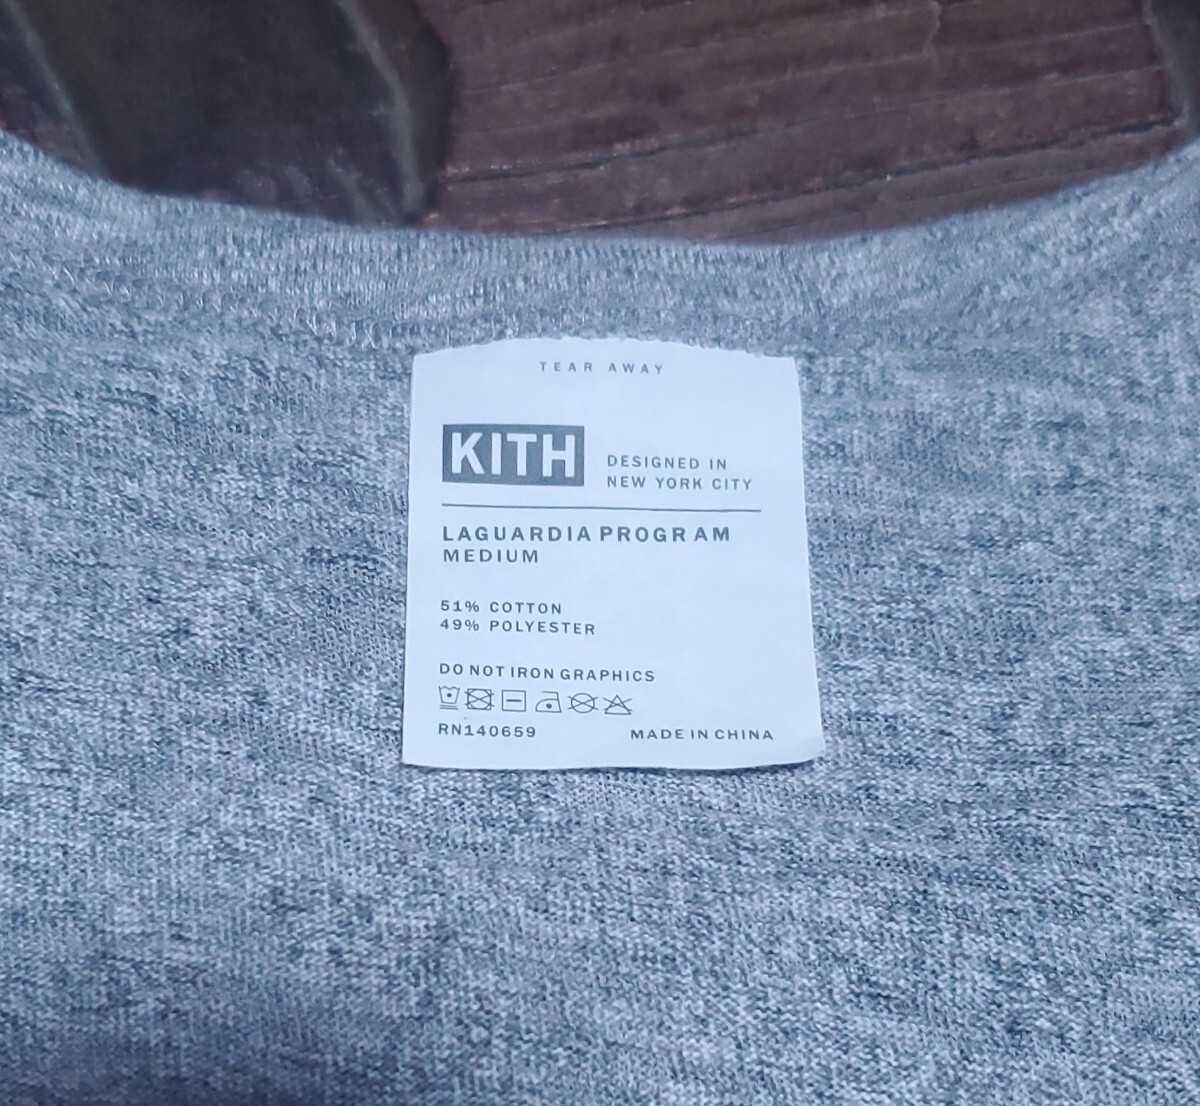 TEAR AWAY
KITH
DESIGNED IN
NEW YORK CITY
LAGUARDIA PROGRAM
MEDIUM
51% COTTON
49% POLYESTER
DO NOT IRON GRAPHICS
RN140659
MADE IN CHINA